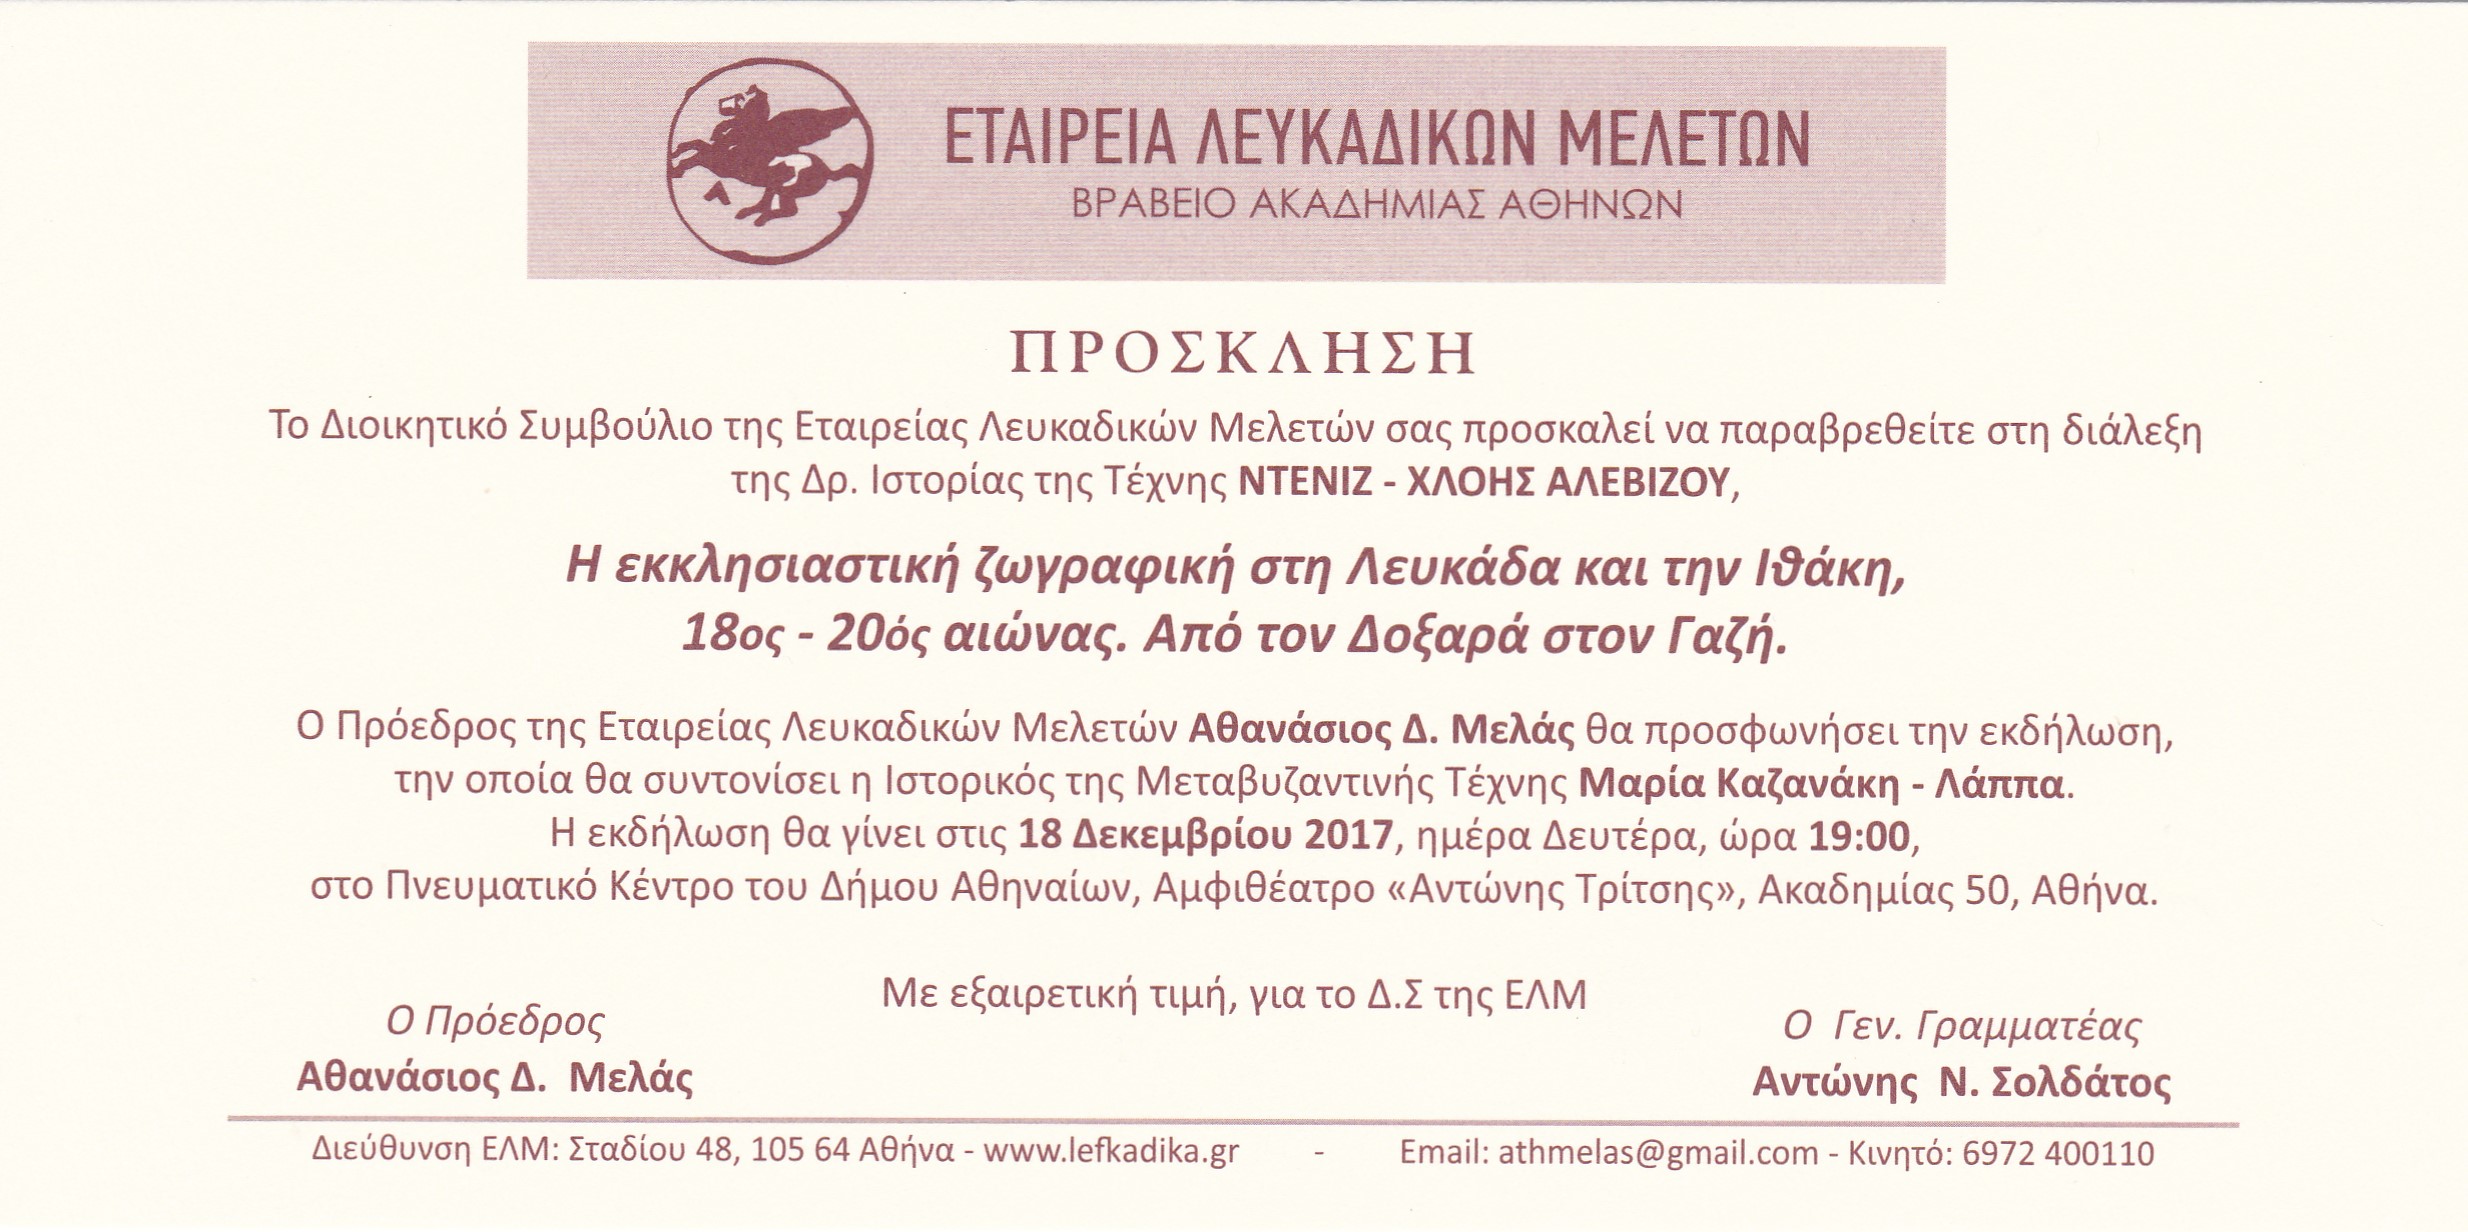 ΕΤΑΙΡΕΙΑ ΛΕΥΚΑΔΙΚΩΝ ΜΕΛΕΤΩΝ
ΒΡΑΒΕΙΟ ΑΚΑΔΗΜΙΑΣ ΑΘΗΝΩΝ
ΠΡΟΣΚΛΗΣΗ
Το Διοικητικό Συμβούλιο της Εταιρείας Λευκαδικών Μελετών σας προσκαλεί να παραβρεθείτε στη διάλεξη
της Δρ. Ιστορίας της Τέχνης ΝΤΕΝΙΖ - ΧΛΟΗΣ ΑΛΕΒΙΖΟΥ,
Η εκκλησιαστική ζωγραφική στη Λευκάδα και την Ιθάκη,
18ος - 20ός αιώνας. Από τον Δοξαρά στον Γαζή.
Ο Πρόεδρος της Εταιρείας Λευκαδικών Μελετών Αθανάσιος Δ. Μελάς θα προσφωνήσει την εκδήλωση,
την οποία θα συντονίσει η Ιστορικός της Μεταβυζαντινής Τέχνης Μαρία Καζανάκη - Λάππα.
Η εκδήλωση θα γίνει στις 18 Δεκεμβρίου 2017, ημέρα Δευτέρα, ώρα 19:00,
στο Πνευματικό Κέντρο του Δήμου Αθηναίων, Αμφιθέατρο «Αντώνης Τρίτσης», Ακαδημίας 50, Αθήνα.
Με εξαιρετική τιμή, για το Δ.Σ της ΕΛΜ
Ο Πρόεδρος
Αθανάσιος Δ. Μελάς
Ο Γεν. Γραμματέας
Αντώνης Ν. Σολδάτος
Διεύθυνση ΕΛΜ: Σταδίου 48, 105 64 Αθήνα - www.lefkadika.gr - Email: athmelas@gmail.com - Κινητό: 6972 400110